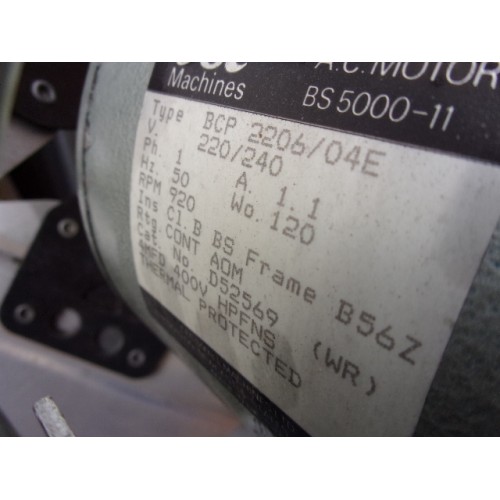 Machines
A.C. MOTOR
BS 5000-11
Type BCP 2206/04E
V. 220/240 A. 1.1
Ph. 1 Wo. 120
Hz. 50
RPM 920
Ins Cl.B BS Frame B56Z
Rtg CONT AOM
Cat. No. D52569
4MFD 400V HPFNS (WR)
THERMAL PROTECTED